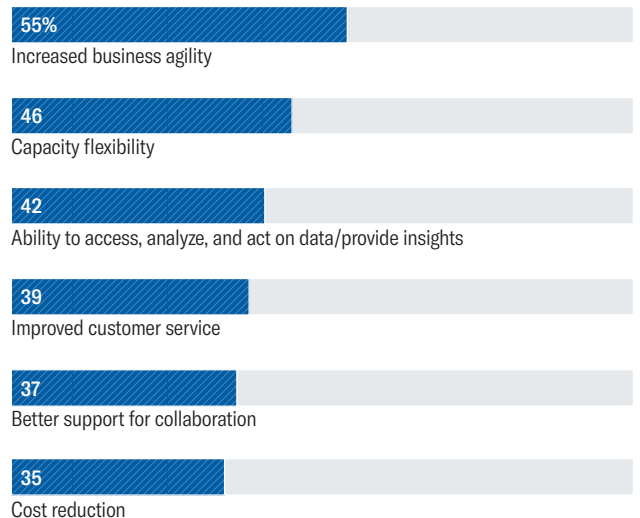 55%
Increased business agility
46
Capacity flexibility
42
Ability to access, analyze, and act on data/provide insights
39
Improved customer service
37
Better support for collaboration
35
Cost reduction